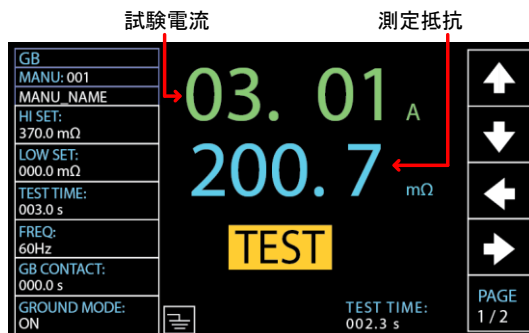 試験電流
測定抵抗
GB
MANU: 001
MANU_NAME
HI SET:
370.0 mΩ
LOW SET:
000.0 mΩ
TEST TIME:
003.0 s
FREQ:
60Hz
GB CONTACT:
000.0 s
GROUND MODE:
ON
03. 01 A
200. 7 mΩ
TEST
TEST TIME:
002.3 s
PAGE
1 / 2